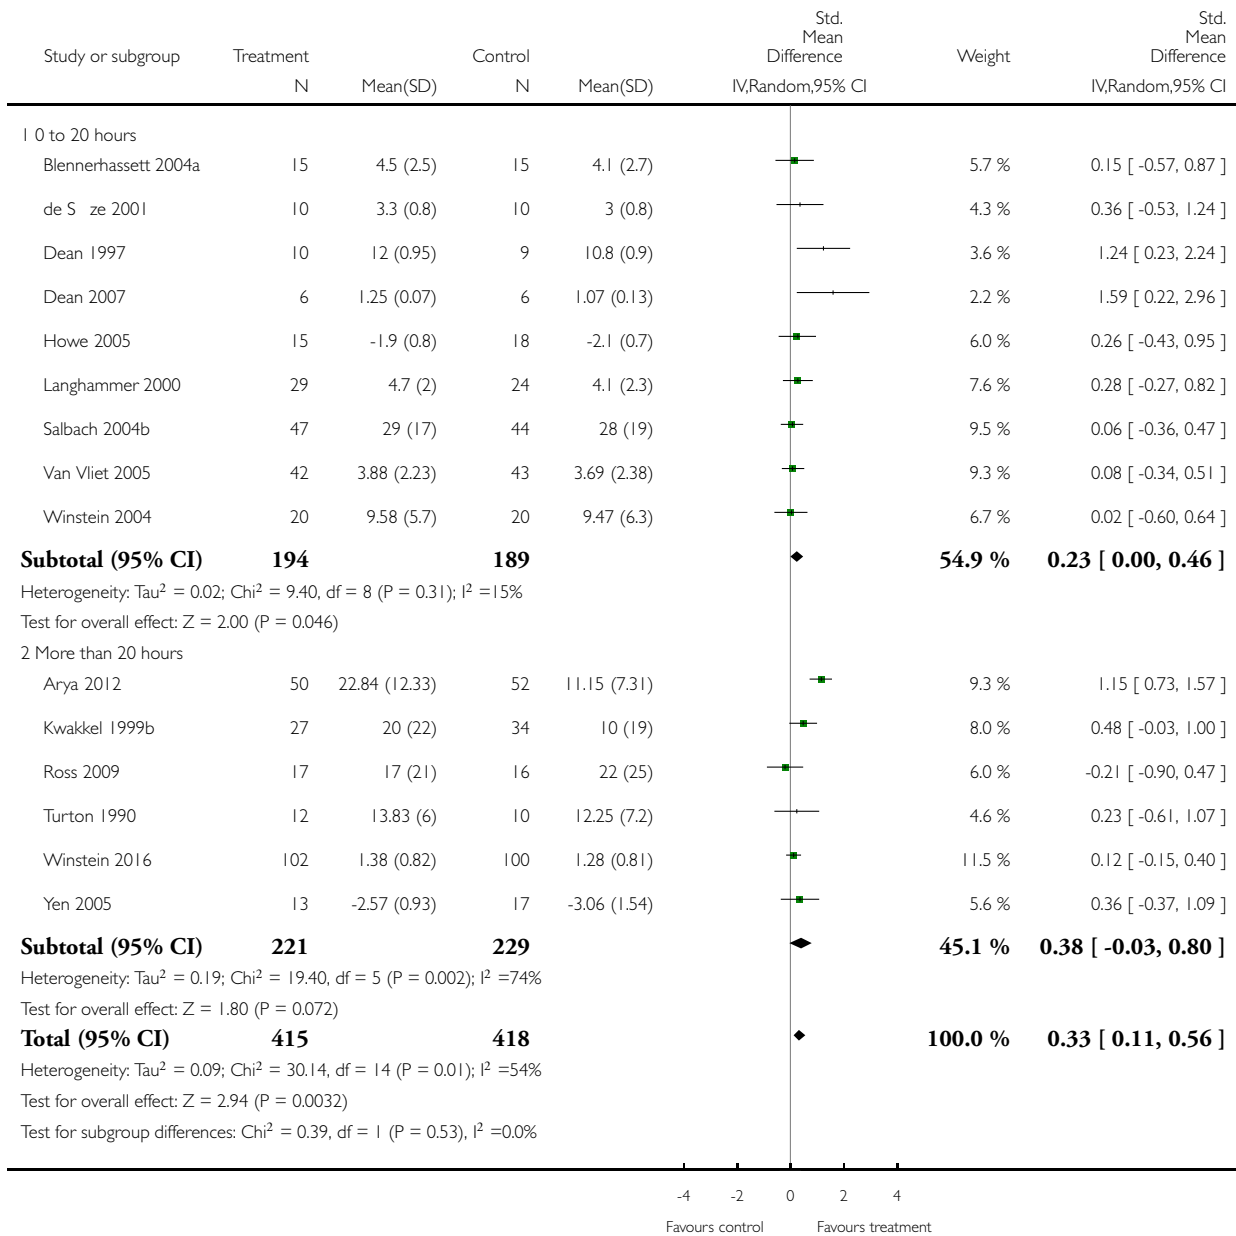 Std. Mean Difference Std. Mean Difference
Study or subgroup Treatment Control Weight
N Mean(SD) N Mean(SD) IV,Random,95% CI IV,Random,95% CI
1 0 to 20 hours
Blennerhassett 2004a 15 4.5 (2.5) 15 4.1 (2.7) 5.7 % 0.15 [ -0.57, 0.87 ]
de S ze 2001 10 3.3 (0.8) 10 3 (0.8) 4.3 % 0.36 [ -0.53, 1.24 ]
Dean 1997 10 12 (0.95) 9 10.8 (0.9) 3.6 % 1.24 [ 0.23, 2.24 ]
Dean 2007 6 1.25 (0.07) 6 1.07 (0.13) 2.2 % 1.59 [ 0.22, 2.96 ]
Howe 2005 15 -1.9 (0.8) 18 -2.1 (0.7) 6.0 % 0.26 [ -0.43, 0.95 ]
Langhammer 2000 29 4.7 (2) 24 4.1 (2.3) 7.6 % 0.28 [ -0.27, 0.82 ]
Salbach 2004b 47 29 (17) 44 28 (19) 9.5 % 0.06 [ -0.36, 0.47 ]
Van Vliet 2005 42 3.88 (2.23) 43 3.69 (2.38) 9.3 % 0.08 [ -0.34, 0.51 ]
Winstein 2004 20 9.58 (5.7) 20 9.47 (6.3) 6.7 % 0.02 [ -0.60, 0.64 ]
Subtotal (95% CI) 194 189 54.9 % 0.23 [ 0.00, 0.46 ]
Heterogeneity: Tau² = 0.02; Chi² = 9.40, df = 8 (P = 0.31); I² =15%
Test for overall effect: Z = 2.00 (P = 0.046)
2 More than 20 hours
Arya 2012 50 22.84 (12.33) 52 11.15 (7.31) 9.3 % 1.15 [ 0.73, 1.57 ]
Kwakkel 1999b 27 20 (22) 34 10 (19) 8.0 % 0.48 [ -0.03, 1.00 ]
Ross 2009 17 17 (21) 16 22 (25) 6.0 % -0.21 [ -0.90, 0.47 ]
Turton 1990 12 13.83 (6) 10 12.25 (7.2) 4.6 % 0.23 [ -0.61, 1.07 ]
Winstein 2016 102 1.38 (0.82) 100 1.28 (0.81) 11.5 % 0.12 [ -0.15, 0.40 ]
Yen 2005 13 -2.57 (0.93) 17 -3.06 (1.54) 5.6 % 0.36 [ -0.37, 1.09 ]
Subtotal (95% CI) 221 229 45.1 % 0.38 [ -0.03, 0.80 ]
Heterogeneity: Tau² = 0.19; Chi² = 19.40, df = 5 (P = 0.002); I² =74%
Test for overall effect: Z = 1.80 (P = 0.072)
Total (95% CI) 415 418 100.0 % 0.33 [ 0.11, 0.56 ]
Heterogeneity: Tau² = 0.09; Chi² = 30.14, df = 14 (P = 0.01); I² =54%
Test for overall effect: Z = 2.94 (P = 0.0032)
Test for subgroup differences: Chi² = 0.39, df = 1 (P = 0.53), I² =0.0%
-4 -2 0 2 4
Favours control Favours treatment